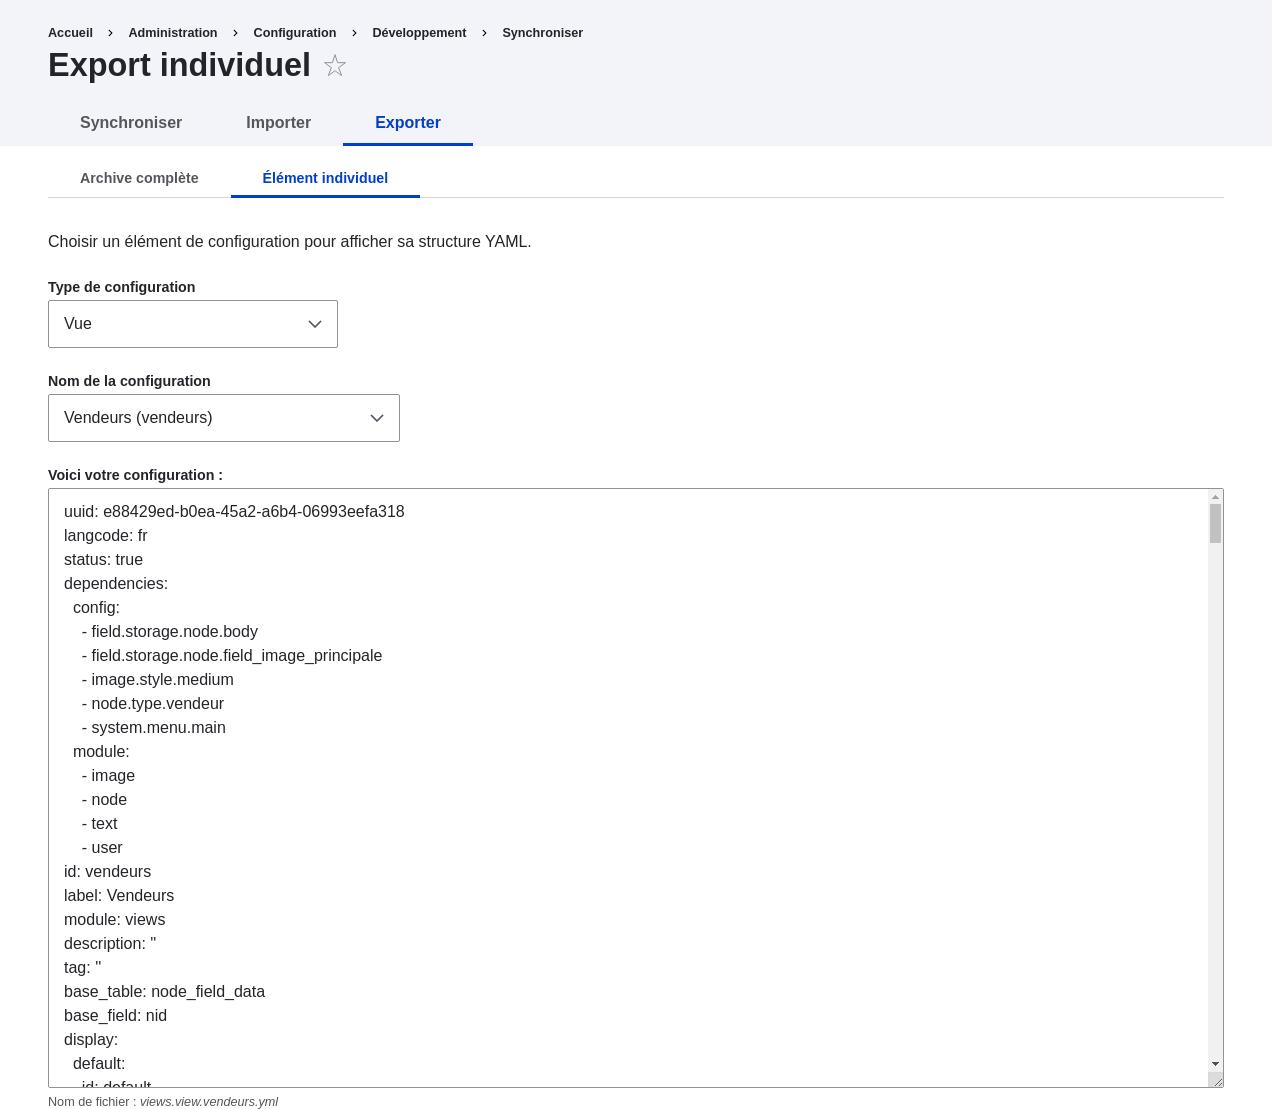 Accueil › Administration › Configuration › Développement › Synchroniser
Export individuel
Synchroniser Importer Exporter
Archive complète Élément individuel
Choisir un élément de configuration pour afficher sa structure YAML.
Type de configuration
Vue
Nom de la configuration
Vendeurs (vendeurs)
Voici votre configuration :
uuid: e88429ed-b0ea-45a2-a6b4-06993eefa318
langcode: fr
status: true
dependencies:
  config:
    - field.storage.node.body
    - field.storage.node.field_image_principale
    - image.style.medium
    - node.type.vendeur
    - system.menu.main
  module:
    - image
    - node
    - text
    - user
id: vendeurs
label: Vendeurs
module: views
description: ''
tag: ''
base_table: node_field_data
base_field: nid
display:
  default:
    id: default
Nom de fichier : views.view.vendeurs.yml